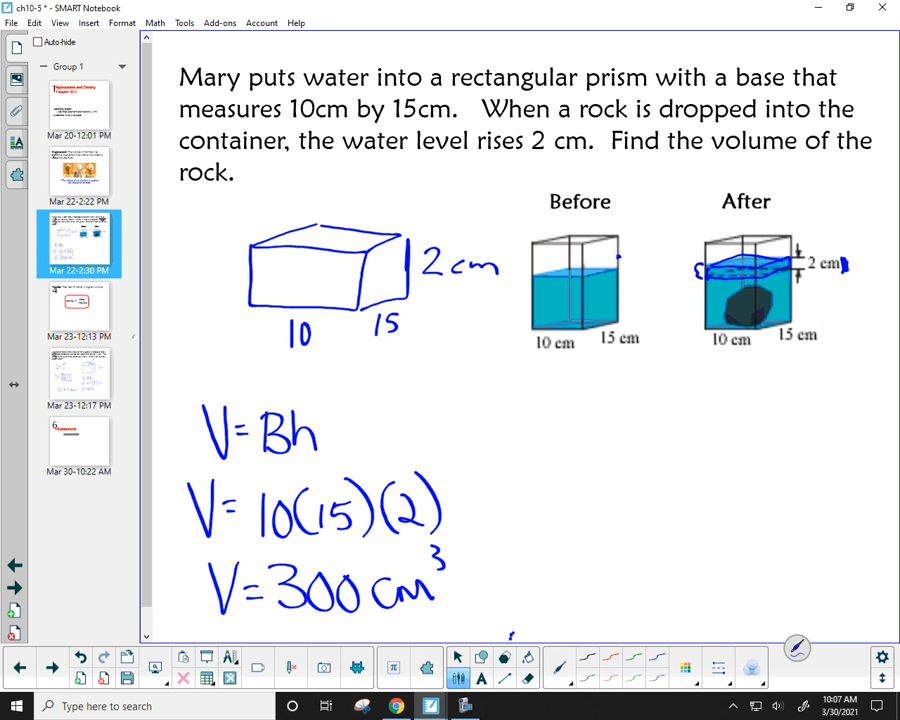 ch10-5 * - SMART Notebook
File Edit View Insert Format Math Tools Add-ons Account Help
Auto-hide
Group 1
Mar 20-12:01 PM
Mar 22-2:22 PM
Mar 22-2:30 PM
Mar 23-12:13 PM
Mar 23-12:17 PM
Mar 30-10:22 AM
Mary puts water into a rectangular prism with a base that
measures 10cm by 15cm. When a rock is dropped into the
container, the water level rises 2 cm. Find the volume of the
rock.
Before After
2 cm
10 15
10 cm 15 cm
2 cm
10 cm 15 cm
V = Bh
V = 10(15)(2)
V = 300 cm³
Type here to search
10:07 AM
3/30/2021